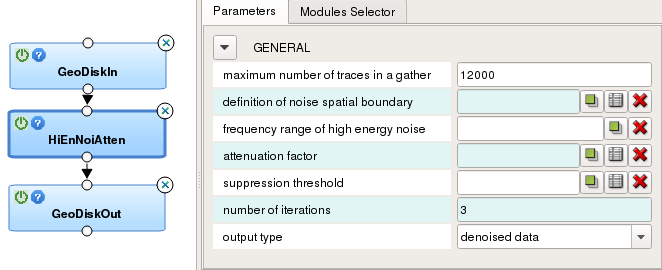 Parameters
Modules Selector
GENERAL
maximum number of traces in a gather 12000
definition of noise spatial boundary
frequency range of high energy noise
attenuation factor
suppression threshold
number of iterations 3
output type denoised data
GeoDiskIn
HiEnNoiAtten
GeoDiskOut